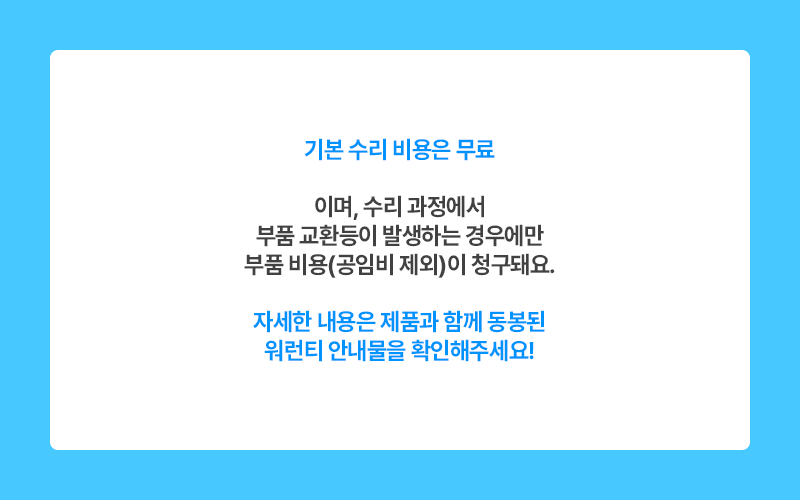 기본 수리 비용은 무료
이며, 수리 과정에서
부품 교환등이 발생하는 경우에만
부품 비용(공임비 제외)이 청구돼요.
자세한 내용은 제품과 함께 동봉된
워런티 안내물을 확인해주세요!